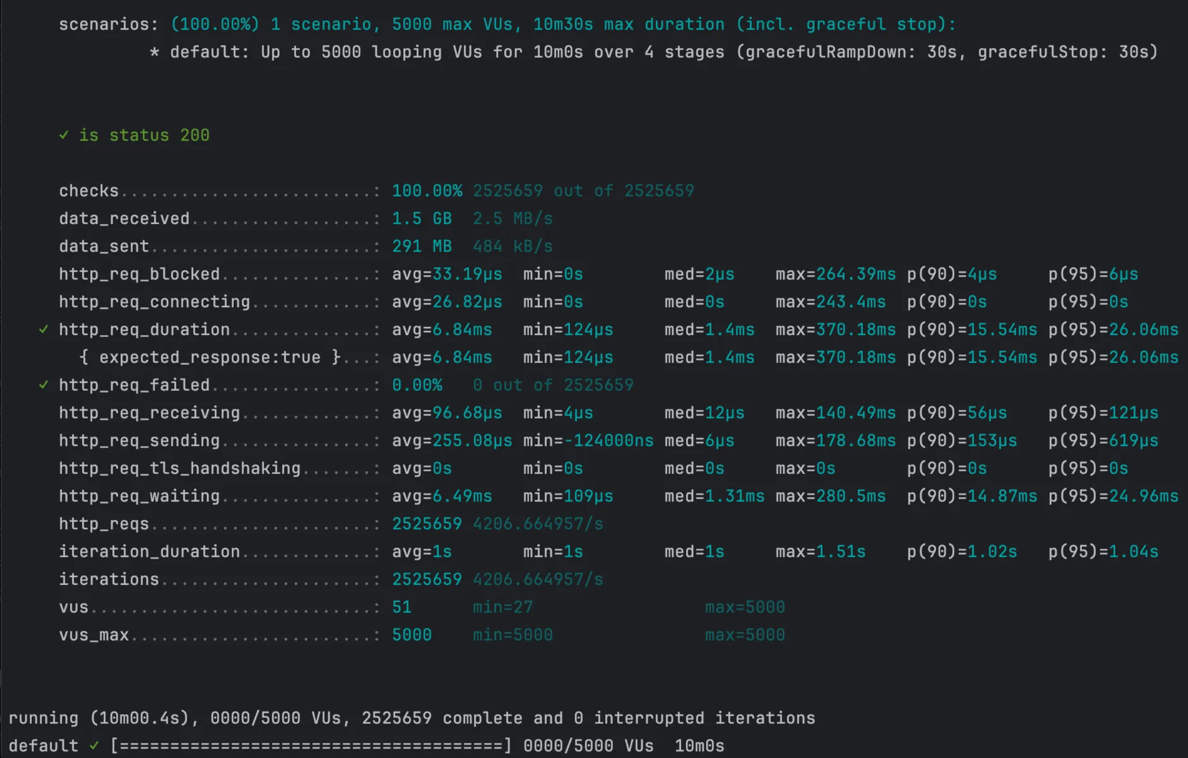 scenarios: (100.00%) 1 scenario, 5000 max VUs, 10m30s max duration (incl. graceful stop):
* default: Up to 5000 looping VUs for 10m0s over 4 stages (gracefulRampDown: 30s, gracefulStop: 30s)
✓ is status 200
checks.........................: 100.00% 2525659 out of 2525659
data_received..................: 1.5 GB 2.5 MB/s
data_sent......................: 291 MB 484 kB/s
http_req_blocked...............: avg=33.19µs min=0s med=2µs max=264.39ms p(90)=4µs p(95)=6µs
http_req_connecting............: avg=26.82µs min=0s med=0s max=243.4ms p(90)=0s p(95)=0s
✓ http_req_duration..............: avg=6.84ms min=124µs med=1.4ms max=370.18ms p(90)=15.54ms p(95)=26.06ms
{ expected_response:true }...: avg=6.84ms min=124µs med=1.4ms max=370.18ms p(90)=15.54ms p(95)=26.06ms
✓ http_req_failed................: 0.00% 0 out of 2525659
http_req_receiving.............: avg=96.68µs min=4µs med=12µs max=140.49ms p(90)=56µs p(95)=121µs
http_req_sending...............: avg=255.08µs min=-124000ns med=6µs max=178.68ms p(90)=153µs p(95)=619µs
http_req_tls_handshaking.......: avg=0s min=0s med=0s max=0s p(90)=0s p(95)=0s
http_req_waiting...............: avg=6.49ms min=109µs med=1.31ms max=280.5ms p(90)=14.87ms p(95)=24.96ms
http_reqs......................: 2525659 4206.664957/s
iteration_duration.............: avg=1s min=1s med=1s max=1.51s p(90)=1.02s p(95)=1.04s
iterations.....................: 2525659 4206.664957/s
vus............................: 51 min=27 max=5000
vus_max........................: 5000 min=5000 max=5000
running (10m00.4s), 0000/5000 VUs, 2525659 complete and 0 interrupted iterations
default ✓ [======================================] 0000/5000 VUs 10m0s